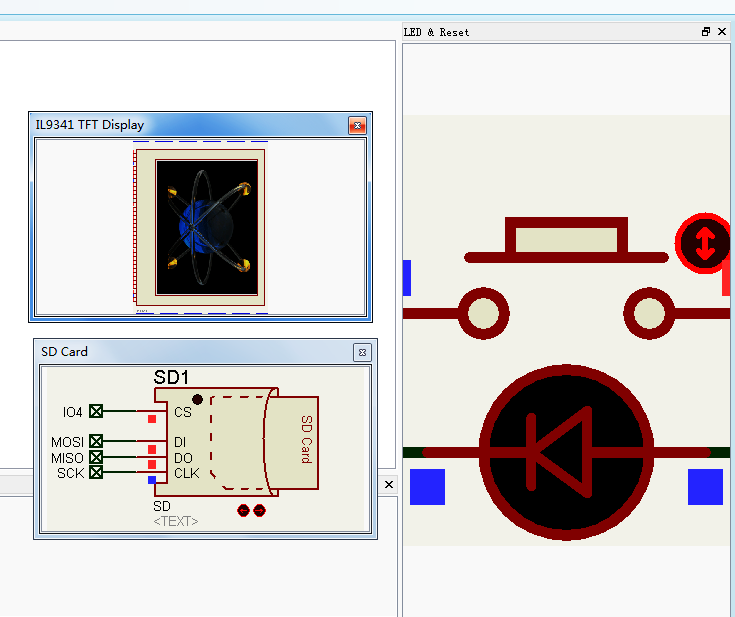 LED & Reset
IL9341 TFT Display
SD Card
SD1
IO4
CS
MOSI
DI
MISO
DO
SCK
CLK
SD Card
SD
<TEXT>